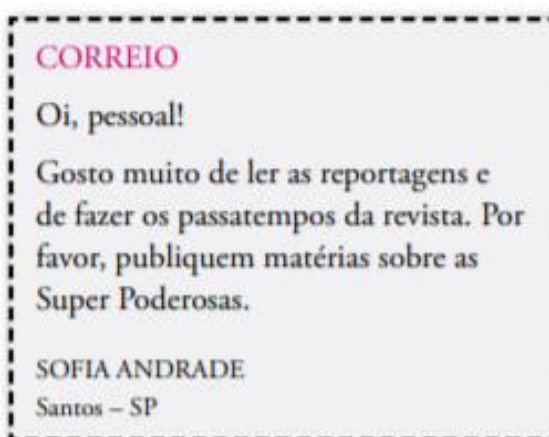 CORREIO
Oi, pessoal!
Gosto muito de ler as reportagens e
de fazer os passatempos da revista. Por
favor, publiquem matérias sobre as
Super Poderosas.
SOFIA ANDRADE
Santos – SP